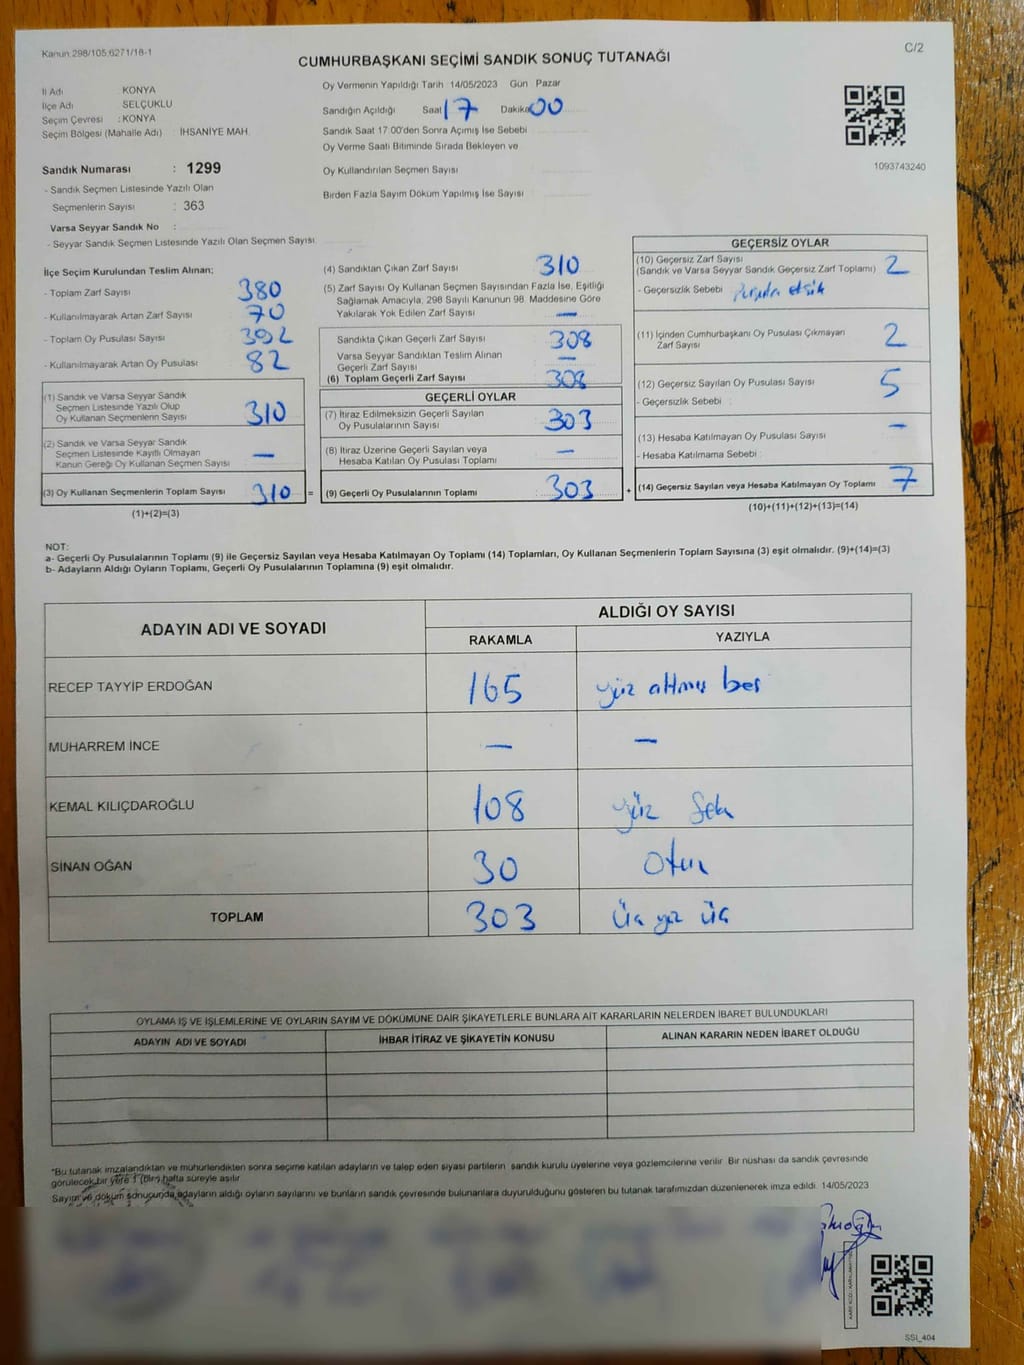 Kanun 298/105,6271/18-1
C/2
CUMHURBAŞKANI SEÇİMİ SANDIK SONUÇ TUTANAĞI
İl Adı KONYA
İlçe Adı SELÇUKLU
Seçim Çevresi : KONYA
Seçim Bölgesi (Mahalle Adı) : İHSANİYE MAH.
Oy Vermenin Yapıldığı Tarih :14/05/2023 Gün Pazar
Sandığın Açıldığı Saat 17 Dakika 00
Sandık Saat 17.00'den Sonra Açımış İse Sebebi
Oy Verme Saati Bitiminde Sırada Bekleyen ve
Oy Kullandırılan Seçmen Sayısı
Birden Fazla Sayım Döküm Yapılmış İse Sayısı
1093743240
Sandık Numarası : 1299
- Sandık Seçmen Listesinde Yazılı Olan
Seçmenlerin Sayısı : 363
Varsa Seyyar Sandık No :
- Seyyar Sandık Seçmen Listesinde Yazılı Olan Seçmen Sayısı:
İlçe Seçim Kurulundan Teslim Alınan:
- Toplam Zarf Sayısı 380
- Kullanılmayarak Artan Zarf Sayısı 70
- Toplam Oy Pusulası Sayısı 392
- Kullanılmayarak Artan Oy Pusulası 82
(1) Sandık ve Varsa Seyyar Sandık
Seçmen Listesinde Yazılı Olup
Oy Kullanan Seçmenlerin Sayısı 310
(2) Sandık ve Varsa Seyyar Sandık
Seçmen Listesinde Kayıtlı Olmayan
Kanun Gereği Oy Kullanan Seçmen Sayısı —
(3) Oy Kullanan Seçmenlerin Toplam Sayısı 310 =
(1)+(2)=(3)
(4) Sandıktan Çıkan Zarf Sayısı 310
(5) Zarf Sayısı Oy Kullanan Seçmen Sayısından Fazla İse, Eşitliği
Sağlamak Amacıyla, 298 Sayılı Kanunun 98. Maddesine Göre
Yakılarak Yok Edilen Zarf Sayısı —
Sandıkta Çıkan Geçerli Zarf Sayısı 308
Varsa Seyyar Sandıktan Teslim Alınan
Geçerli Zarf Sayısı —
(6) Toplam Geçerli Zarf Sayısı 308
GEÇERLİ OYLAR
(7) İtiraz Edilmeksizin Geçerli Sayılan
Oy Pusulalarının Sayısı 303
(8) İtiraz Üzerine Geçerli Sayılan veya
Hesaba Katılan Oy Pusulası Toplamı —
(9) Geçerli Oy Pusulalarının Toplamı 303 +
GEÇERSİZ OYLAR
(10) Geçersiz Zarf Sayısı
(Sandık ve Varsa Seyyar Sandık Geçersiz Zarf Toplamı) 2
- Geçersizlik Sebebi
(11) İçinden Cumhurbaşkanı Oy Pusulası Çıkmayan
Zarf Sayısı 2
(12) Geçersiz Sayılan Oy Pusulası Sayısı 5
- Geçersizlik Sebebi :
(13) Hesaba Katılmayan Oy Pusulası Sayısı —
- Hesaba Katılmama Sebebi
(14) Geçersiz Sayılan veya Hesaba Katılmayan Oy Toplamı 7
(10)+(11)+(12)+(13)=(14)
NOT:
a- Geçerli Oy Pusulalarının Toplamı (9) ile Geçersiz Sayılan veya Hesaba Katılmayan Oy Toplamı (14) Toplamları, Oy Kullanan Seçmenlerin Toplam Sayısına (3) eşit olmalıdır. (9)+(14)=(3)
b- Adayların Aldığı Oyların Toplamı, Geçerli Oy Pusulalarının Toplamına (9) eşit olmalıdır.
ADAYIN ADI VE SOYADI ALDIĞI OY SAYISI
RAKAMLA YAZIYLA
RECEP TAYYİP ERDOĞAN 165 yüz altmış beş
MUHARREM İNCE — —
KEMAL KILIÇDAROĞLU 108 yüz sekiz
SİNAN OĞAN 30 Otuz
TOPLAM 303 Üç yüz üç
OYLAMA İŞ VE İŞLEMLERİNE VE OYLARIN SAYIM VE DÖKÜMÜNE DAİR ŞİKAYETLERLE BUNLARA AİT KARARLARIN NELERDEN İBARET BULUNDUKLARI
ADAYIN ADI VE SOYADI İHBAR İTİRAZ VE ŞİKAYETİN KONUSU ALINAN KARARIN NEDEN İBARET OLDUĞU
"Bu tutanak imzalandıktan ve mühürlendikten sonra seçime katılan adayların ve talep eden siyasi partilerin sandık kurulu üyelerine veya gözlemcilerine verilir. Bir nüshası da sandık çevresinde
görülecek bir yere 1 (Bir) hafta süreyle asılır.
Sayım ve döküm sonucunda adayların aldığı oyların sayılarını ve bunların sandık çevresinde bulunanlara duyurulduğunu gösteren bu tutanak tarafımızdan düzenlenerek imza edildi. 14/05/2023
SSI_404